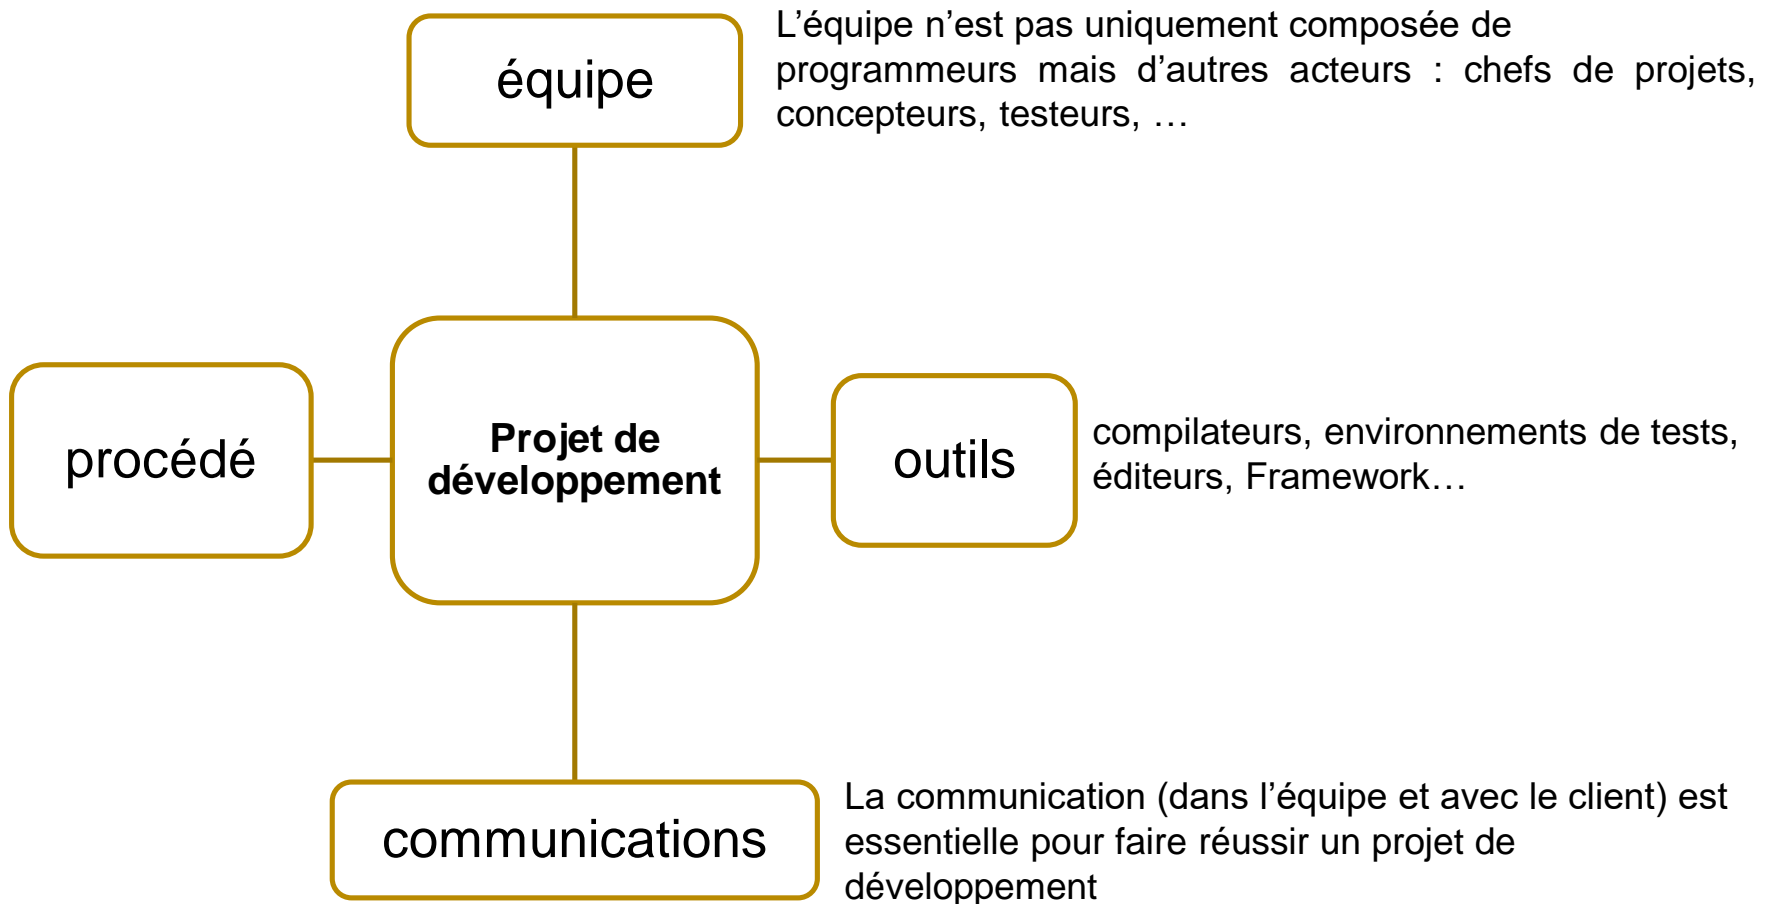 équipe
L’équipe n’est pas uniquement composée de
programmeurs mais d’autres acteurs : chefs de projets,
concepteurs, testeurs, …
procédé
Projet de
développement
outils
compilateurs, environnements de tests,
éditeurs, Framework…
communications
La communication (dans l’équipe et avec le client) est
essentielle pour faire réussir un projet de
développement